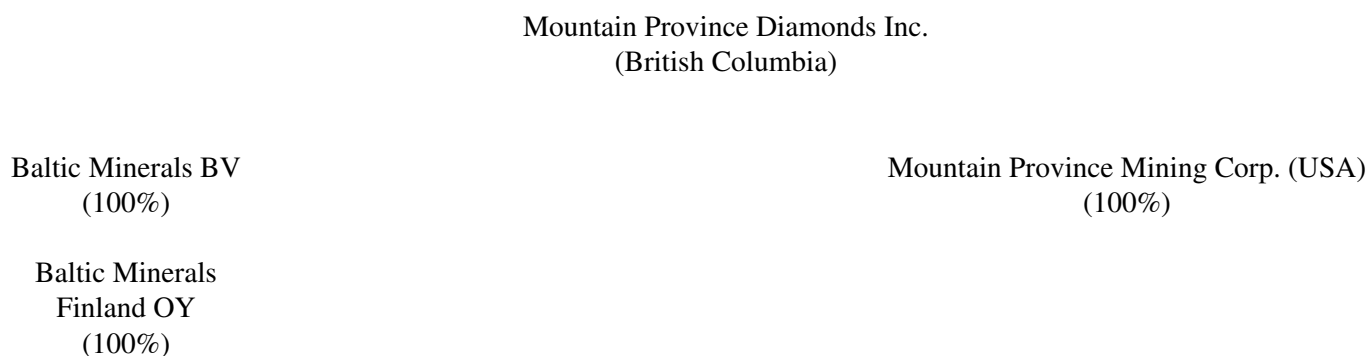 Mountain Province Diamonds Inc.
(British Columbia)
Baltic Minerals BV
(100%)
Mountain Province Mining Corp. (USA)
(100%)
Baltic Minerals
Finland OY
(100%)